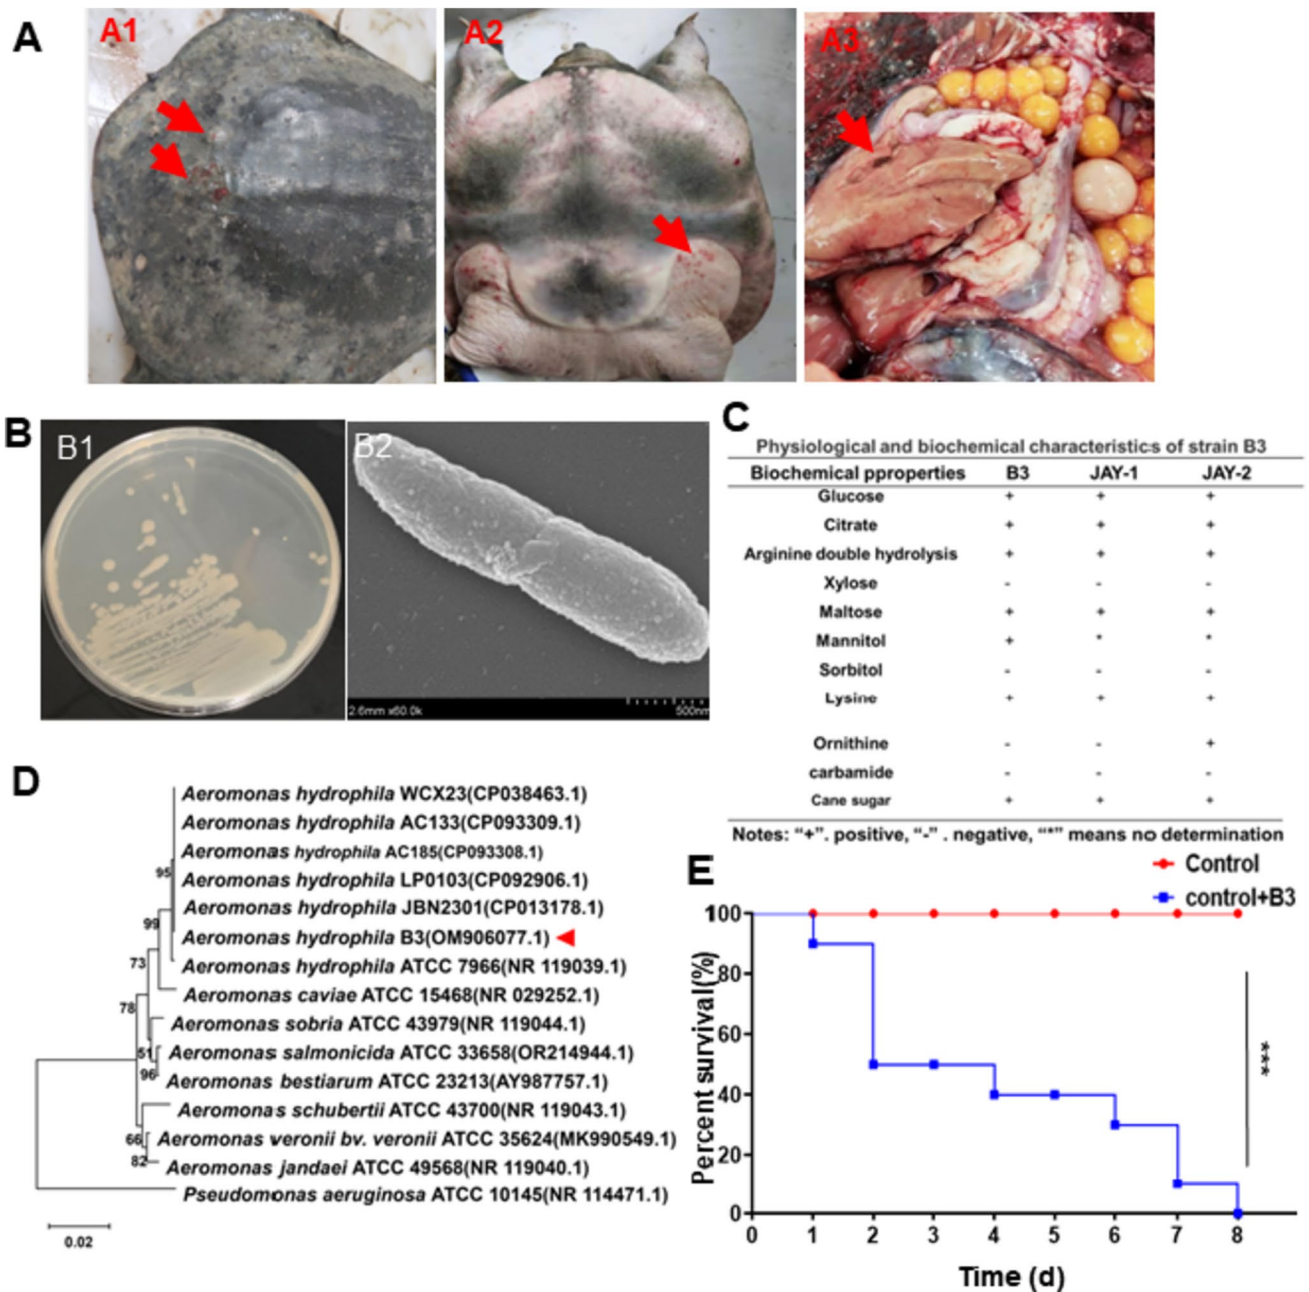 A
A1
A2
A3
B
B1
B2
2.6mm x60.0k
500nm
C
Physiological and biochemical characteristics of strain B3
Biochemical pproperties B3 JAY-1 JAY-2
Glucose + + +
Citrate + + +
Arginine double hydrolysis + + +
Xylose - - -
Maltose + + +
Mannitol + * *
Sorbitol - - -
Lysine + + +
Ornithine - - +
carbamide - - -
Cane sugar + + +
Notes: “+”. positive, “-” . negative, “*” means no determination
D
Aeromonas hydrophila WCX23(CP038463.1)
Aeromonas hydrophila AC133(CP093309.1)
Aeromonas hydrophila AC185(CP093308.1)
Aeromonas hydrophila LP0103(CP092906.1)
Aeromonas hydrophila JBN2301(CP013178.1)
Aeromonas hydrophila B3(OM906077.1)
Aeromonas hydrophila ATCC 7966(NR 119039.1)
Aeromonas caviae ATCC 15468(NR 029252.1)
Aeromonas sobria ATCC 43979(NR 119044.1)
Aeromonas salmonicida ATCC 33658(OR214944.1)
Aeromonas bestiarum ATCC 23213(AY987757.1)
Aeromonas schubertii ATCC 43700(NR 119043.1)
Aeromonas veronii bv. veronii ATCC 35624(MK990549.1)
Aeromonas jandaei ATCC 49568(NR 119040.1)
Pseudomonas aeruginosa ATCC 10145(NR 114471.1)
95
99
73
78
51
96
66
82
0.02
E
Control
control+B3
Percent survival(%)
100
80
60
40
20
0
0 1 2 3 4 5 6 7 8
Time (d)
***